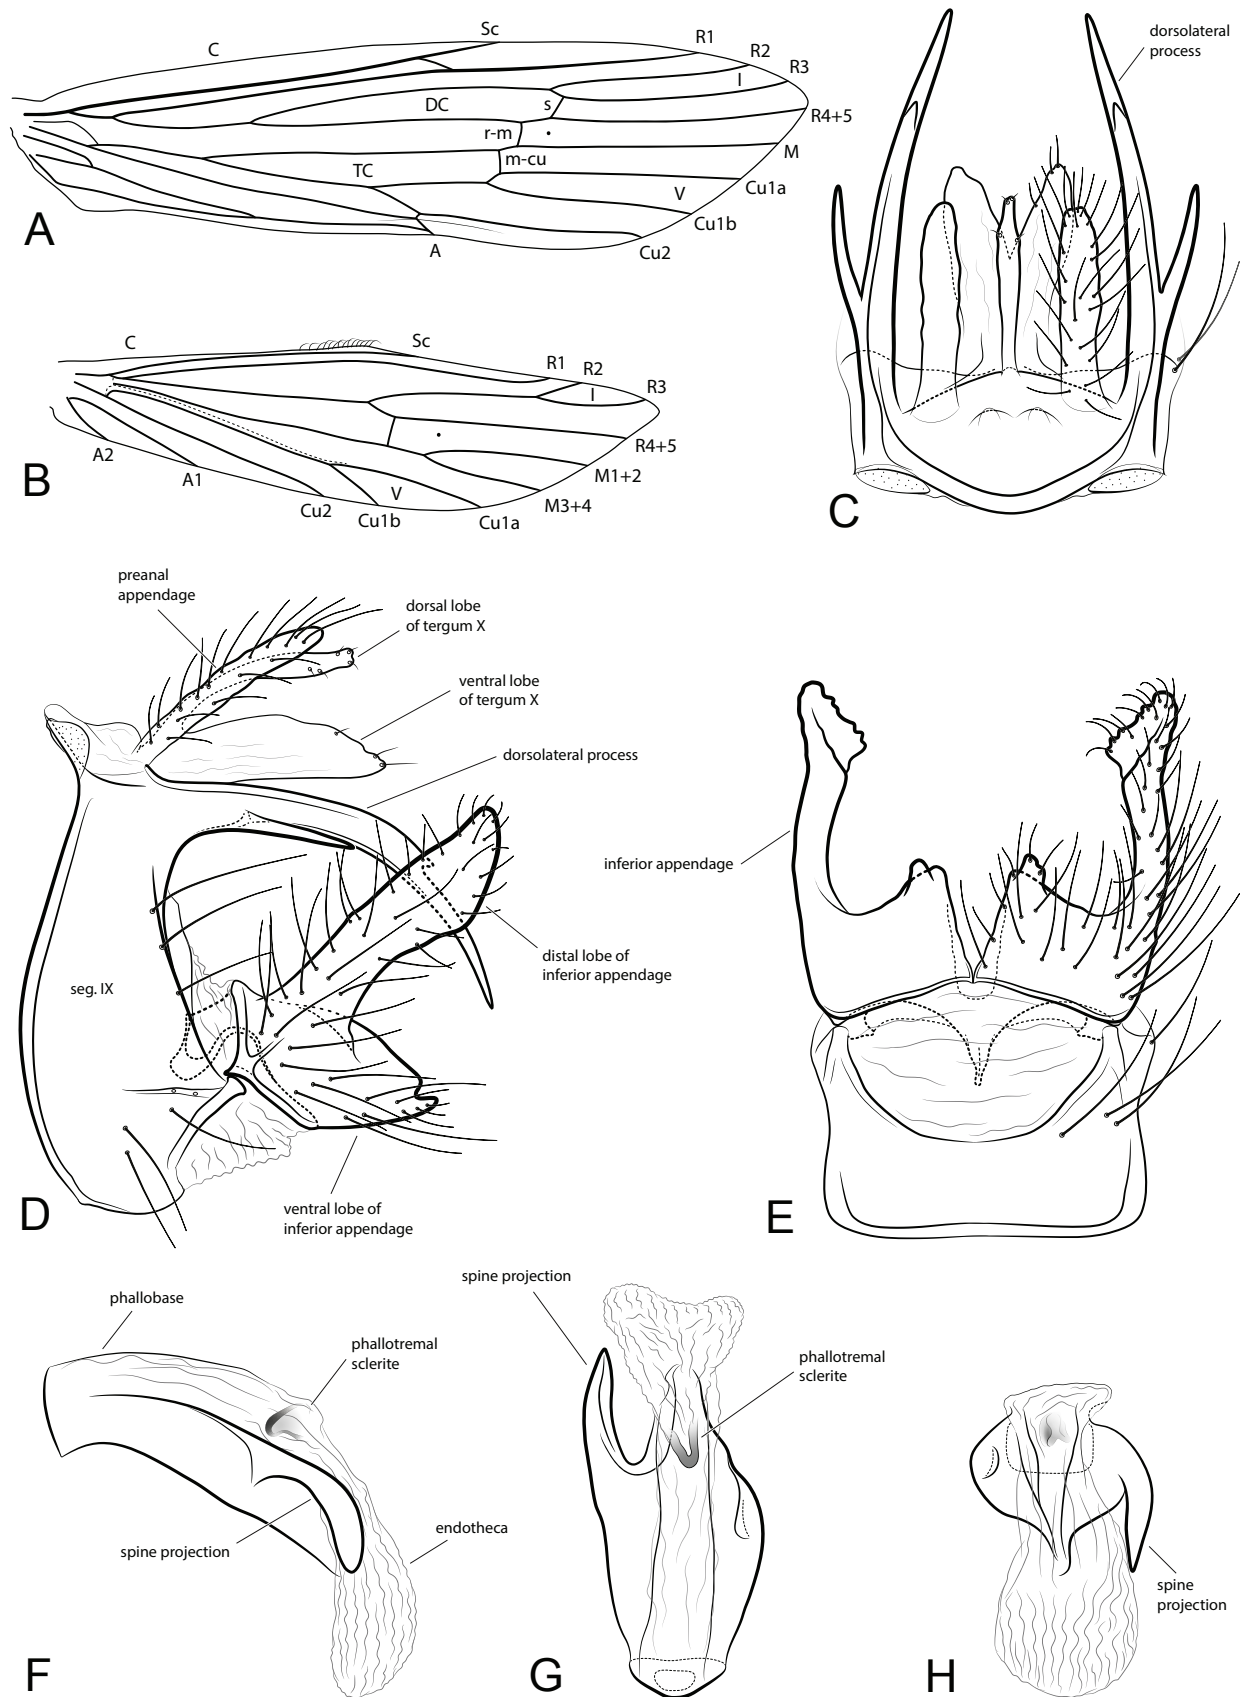 C
Sc
R1
R2
R3
I
DC
s
R4+5
r-m
m-cu
M
TC
Cu1a
V
Cu1b
Cu2
A
A
dorsolateral
process
C
C
Sc
R1
R2
R3
I
R4+5
M1+2
M3+4
V
Cu1a
Cu1b
Cu2
A1
A2
B
preanal
appendage
dorsal lobe
of tergum X
ventral lobe
of tergum X
dorsolateral process
seg. IX
distal lobe of
inferior appendage
ventral lobe of
inferior appendage
D
inferior appendage
E
phallobase
phallotremal
sclerite
spine projection
endotheca
F
spine projection
phallotremal
sclerite
G
spine
projection
H